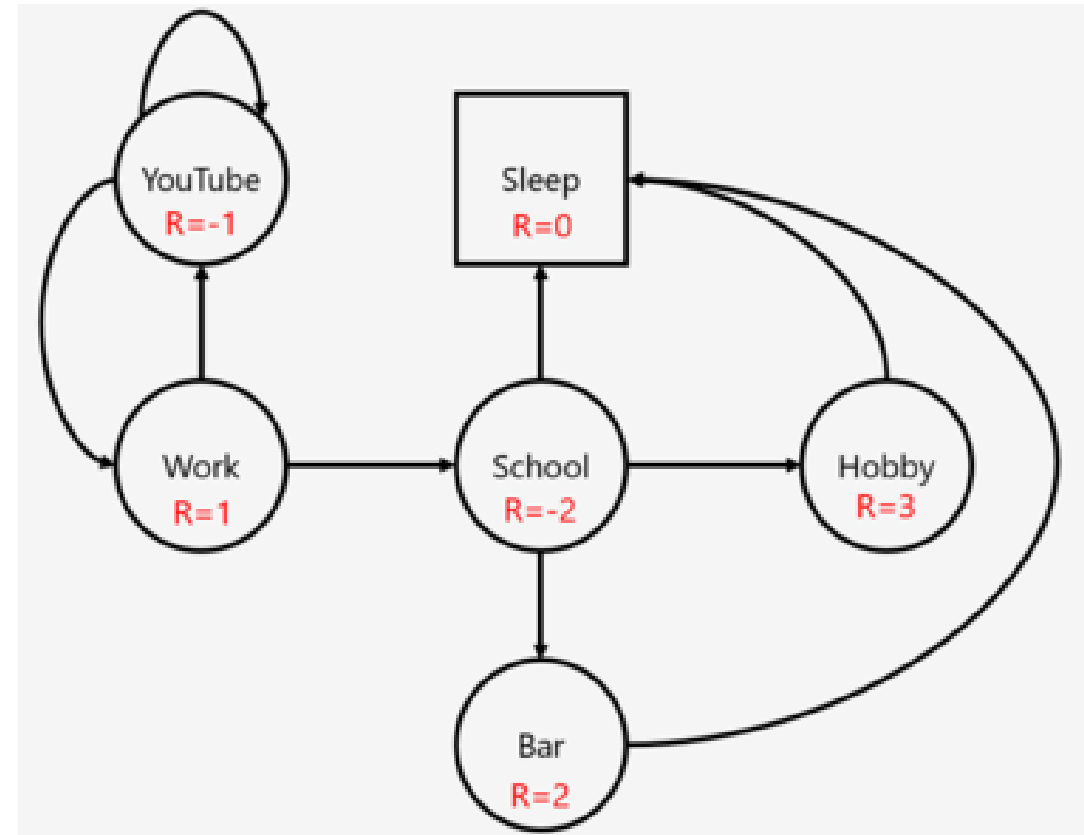 YouTube
R=-1
Sleep
R=0
Work
R=1
School
R=-2
Hobby
R=3
Bar
R=2